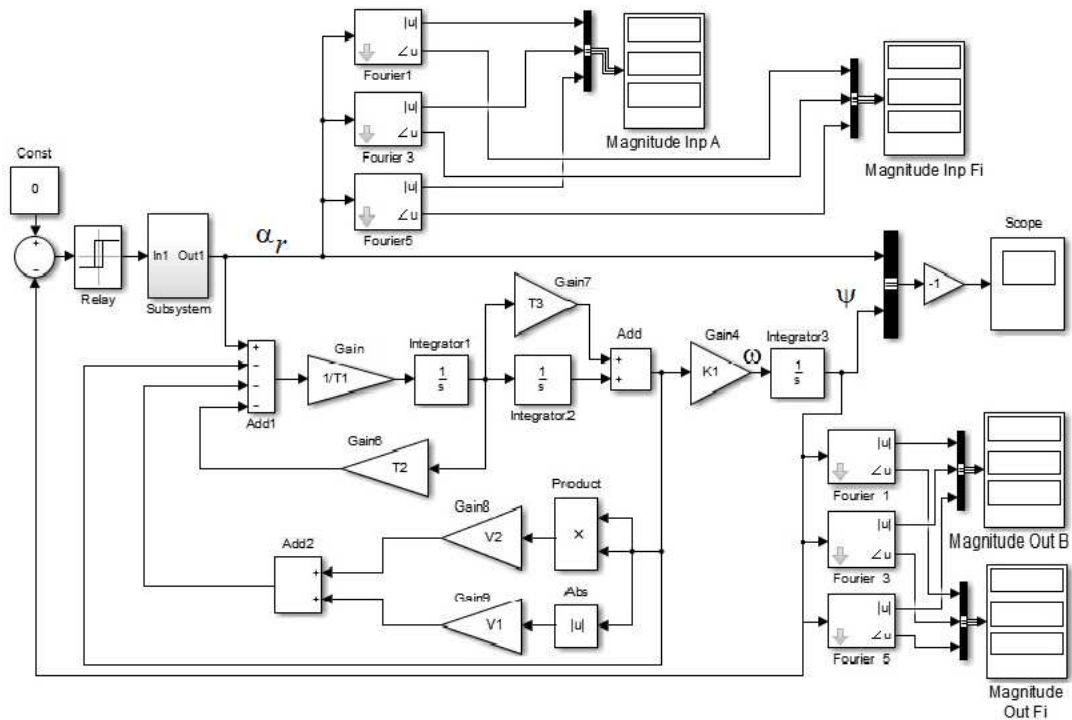 |u|
∠u
Fourier1
|u|
∠u
Fourier 3
|u|
∠u
Fourier5
Magnitude Inp A
Magnitude Inp Fi
Const
0
+
−
Relay
In1 Out1
Subsystem
α_r
Scope
-1
ψ
Gain7
T3
Add
+
+
Gain4
K1
ω
Integrator3
1/s
+
−
−
−
Add1
Gain
1/T1
Integrator1
1/s
1/s
Integrator2
Gain6
T2
Gain8
V2
Product
×
Add2
+
+
Gain9
V1
Abs
|u|
|u|
∠u
Fourier 1
|u|
∠u
Fourier 3
|u|
∠u
Fourier 5
Magnitude Out B
Magnitude
Out Fi